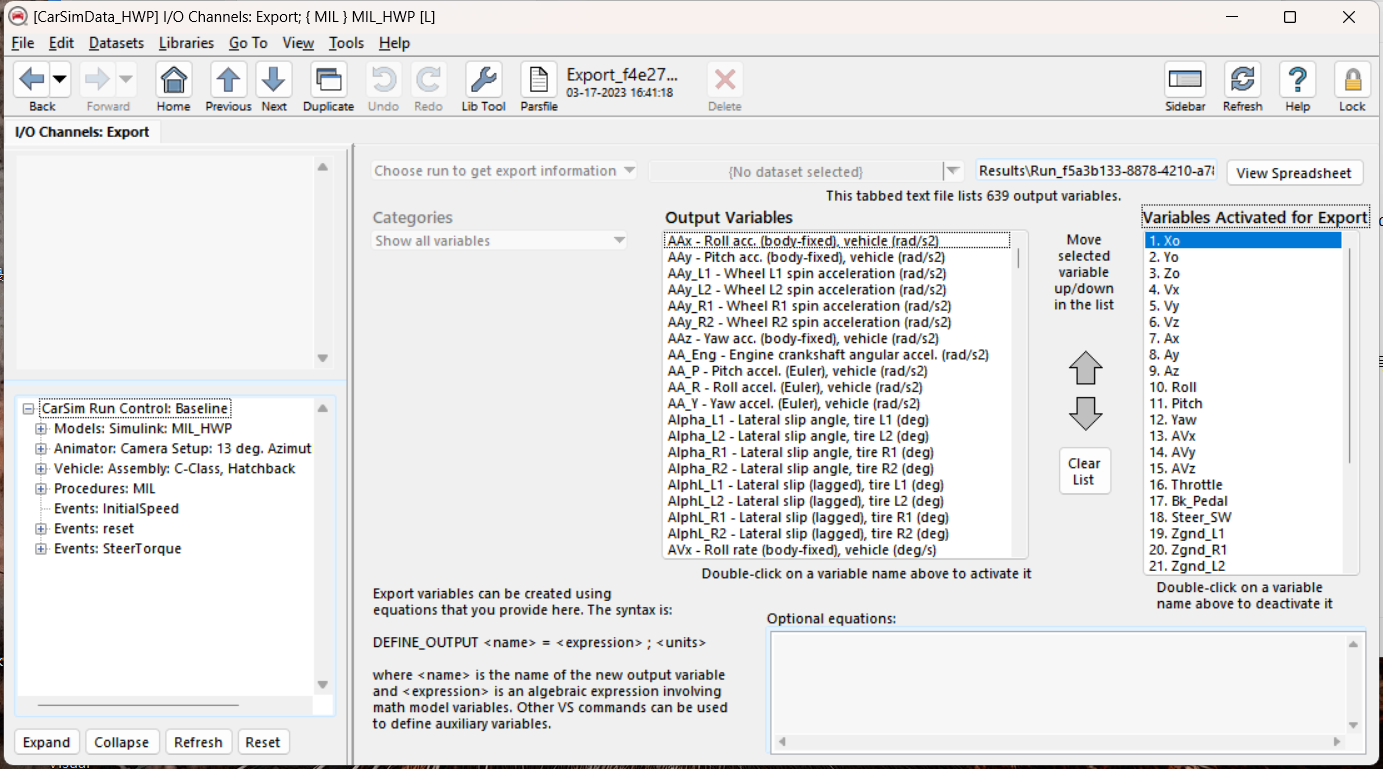 [CarSimData_HWP] I/O Channels: Export; { MIL } MIL_HWP [L]
File Edit Datasets Libraries Go To View Tools Help
Back Forward Home Previous Next Duplicate Undo Redo Lib Tool Parsfile Export_f4e27... 03-17-2023 16:41:18 Delete Sidebar Refresh Help Lock
I/O Channels: Export
CarSim Run Control: Baseline
Models: Simulink: MIL_HWP
Animator: Camera Setup: 13 deg. Azimut
Vehicle: Assembly: C-Class, Hatchback
Procedures: MIL
Events: InitialSpeed
Events: reset
Events: SteerTorque
Expand Collapse Refresh Reset
Choose run to get export information {No dataset selected} Results\Run_f5a3b133-8878-4210-a78 View Spreadsheet
This tabbed text file lists 639 output variables.
Categories
Show all variables
Output Variables
AAx - Roll acc. (body-fixed), vehicle (rad/s2)
AAy - Pitch acc. (body-fixed), vehicle (rad/s2)
AAy_L1 - Wheel L1 spin acceleration (rad/s2)
AAy_L2 - Wheel L2 spin acceleration (rad/s2)
AAy_R1 - Wheel R1 spin acceleration (rad/s2)
AAy_R2 - Wheel R2 spin acceleration (rad/s2)
AAz - Yaw acc. (body-fixed), vehicle (rad/s2)
AA_Eng - Engine crankshaft angular accel. (rad/s2)
AA_P - Pitch accel. (Euler), vehicle (rad/s2)
AA_R - Roll accel. (Euler), vehicle (rad/s2)
AA_Y - Yaw accel. (Euler), vehicle (rad/s2)
Alpha_L1 - Lateral slip angle, tire L1 (deg)
Alpha_L2 - Lateral slip angle, tire L2 (deg)
Alpha_R1 - Lateral slip angle, tire R1 (deg)
Alpha_R2 - Lateral slip angle, tire R2 (deg)
AlphL_L1 - Lateral slip (lagged), tire L1 (deg)
AlphL_L2 - Lateral slip (lagged), tire L2 (deg)
AlphL_R1 - Lateral slip (lagged), tire R1 (deg)
AlphL_R2 - Lateral slip (lagged), tire R2 (deg)
AVx - Roll rate (body-fixed), vehicle (deg/s)
Double-click on a variable name above to activate it
Move
selected
variable
up/down
in the list
Clear
List
Variables Activated for Export
1. Xo
2. Yo
3. Zo
4. Vx
5. Vy
6. Vz
7. Ax
8. Ay
9. Az
10. Roll
11. Pitch
12. Yaw
13. AVx
14. AVy
15. AVz
16. Throttle
17. Bk_Pedal
18. Steer_SW
19. Zgnd_L1
20. Zgnd_R1
21. Zgnd_L2
Double-click on a variable
name above to deactivate it
Export variables can be created using
equations that you provide here. The syntax is:
DEFINE_OUTPUT <name> = <expression> ; <units>
where <name> is the name of the new output variable
and <expression> is an algebraic expression involving
math model variables. Other VS commands can be used
to define auxiliary variables.
Optional equations: